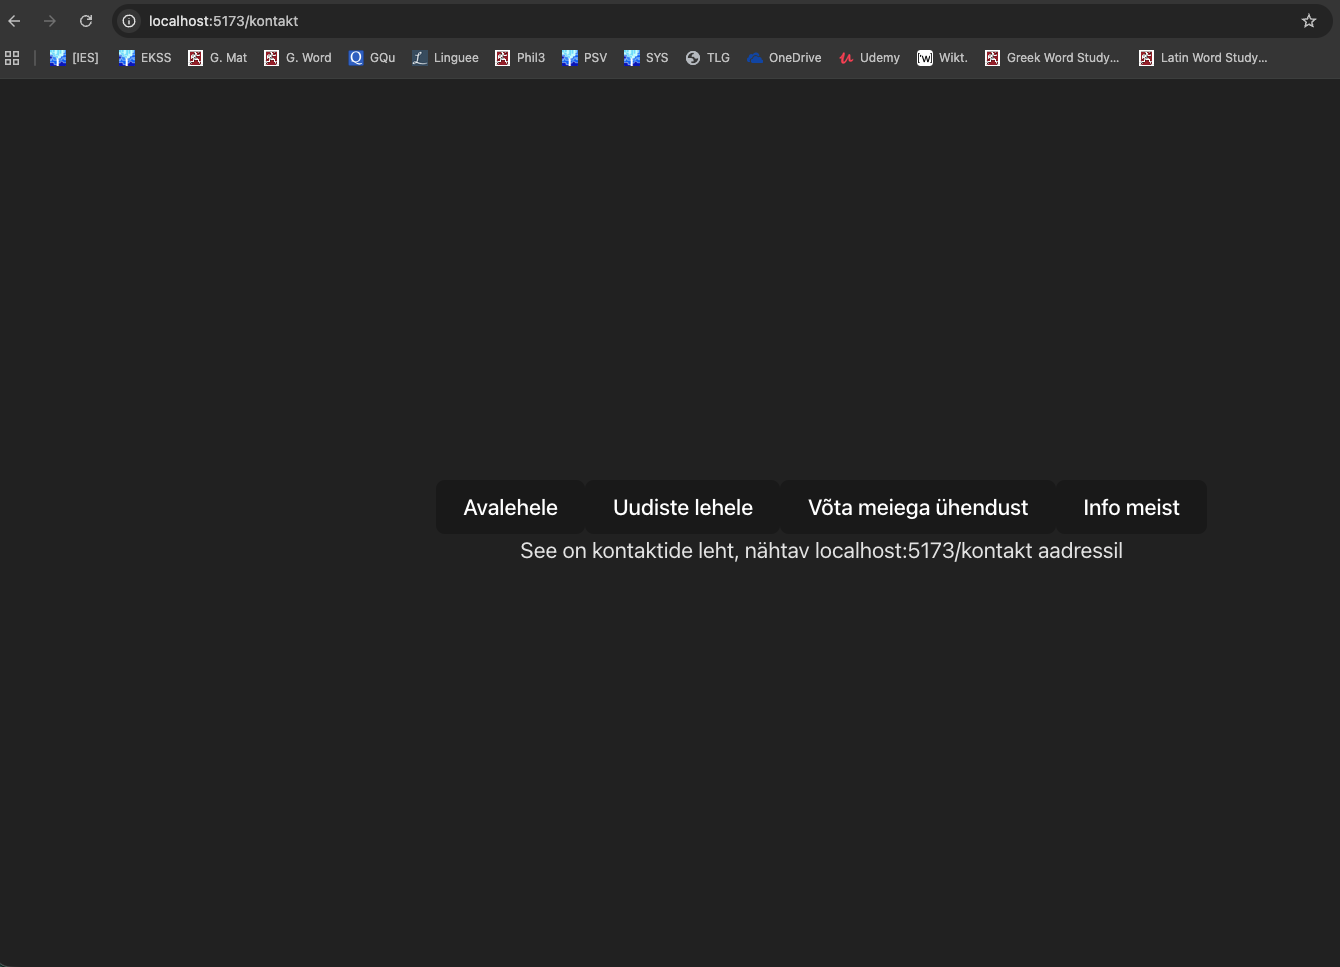 localhost:5173/kontakt
[IES] EKSS G. Mat G. Word GQu Linguee Phil3 PSV SYS TLG OneDrive Udemy Wikt. Greek Word Study... Latin Word Study...
Avalehele Uudiste lehele Võta meiega ühendust Info meist
See on kontaktide leht, nähtav localhost:5173/kontakt aadressil